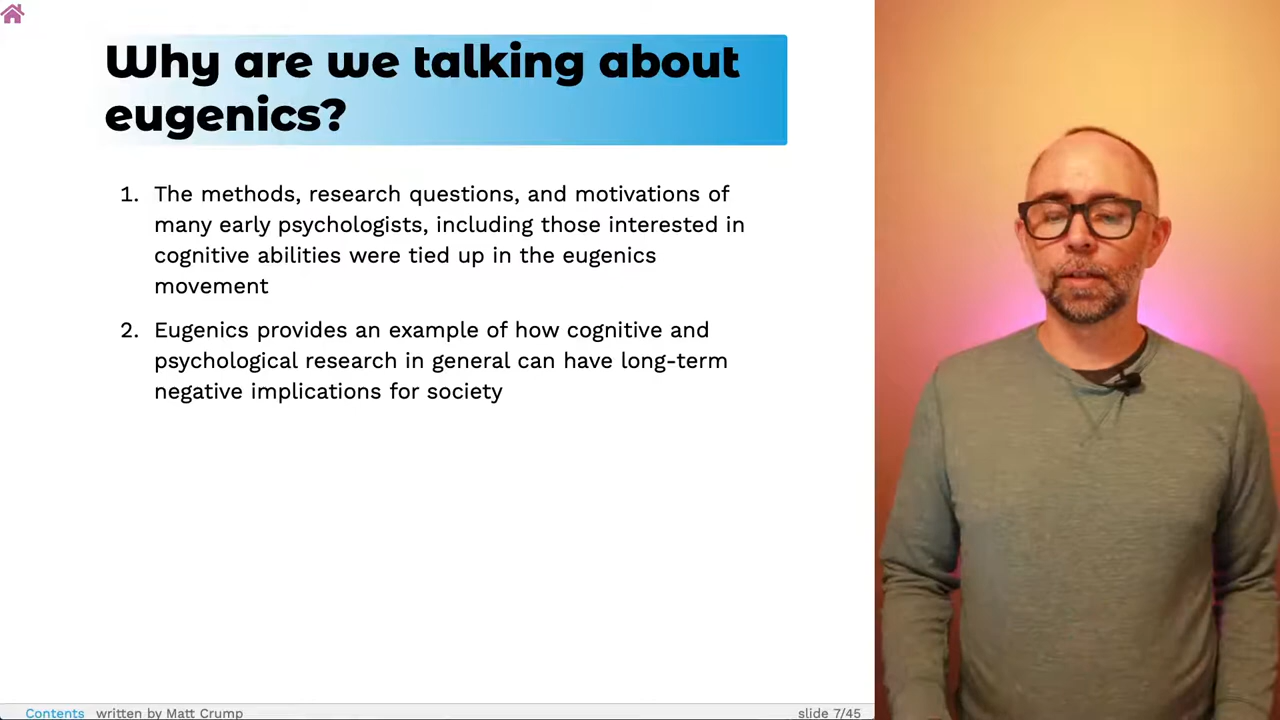 Why are we talking about
eugenics?
1. The methods, research questions, and motivations of
many early psychologists, including those interested in
cognitive abilities were tied up in the eugenics
movement
2. Eugenics provides an example of how cognitive and
psychological research in general can have long-term
negative implications for society
Contents written by Matt Crump slide 7/45